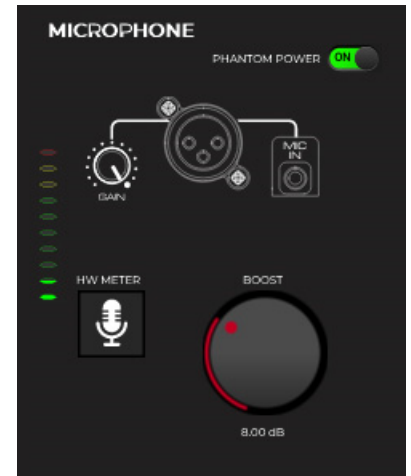 MICROPHONE
PHANTOM POWER ON
MIC
IN
GAIN
HW METER
BOOST
8.00 dB